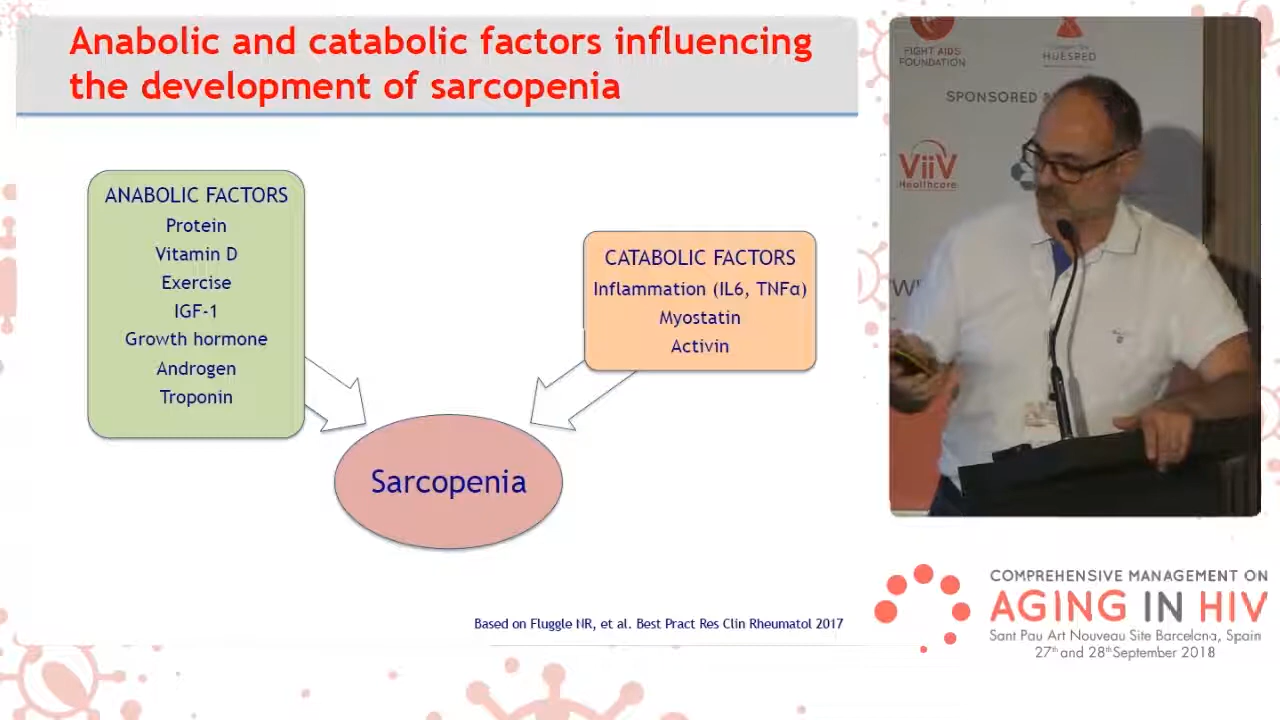 Anabolic and catabolic factors influencing
the development of sarcopenia
ANABOLIC FACTORS
Protein
Vitamin D
Exercise
IGF-1
Growth hormone
Androgen
Troponin
CATABOLIC FACTORS
Inflammation (IL6, TNFα)
Myostatin
Activin
Sarcopenia
Based on Fluggle NR, et al. Best Pract Res Clin Rheumatol 2017
FIGHT AIDS
FOUNDATION
HUESPED
SPONSORED
ViiV
Healthcare
COMPREHENSIVE MANAGEMENT ON
AGING IN HIV
Sant Pau Art Nouveau Site Barcelona, Spain
27th and 28th September 2018